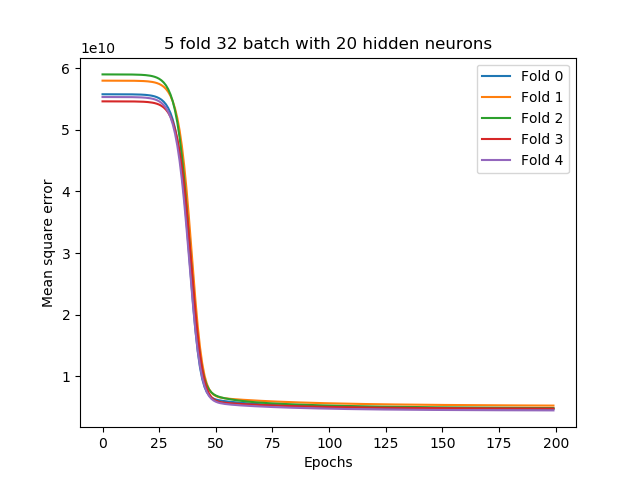 5 fold 32 batch with 20 hidden neurons
1e10
6
5
4
3
2
1
Mean square error
Fold 0
Fold 1
Fold 2
Fold 3
Fold 4
0 25 50 75 100 125 150 175 200
Epochs